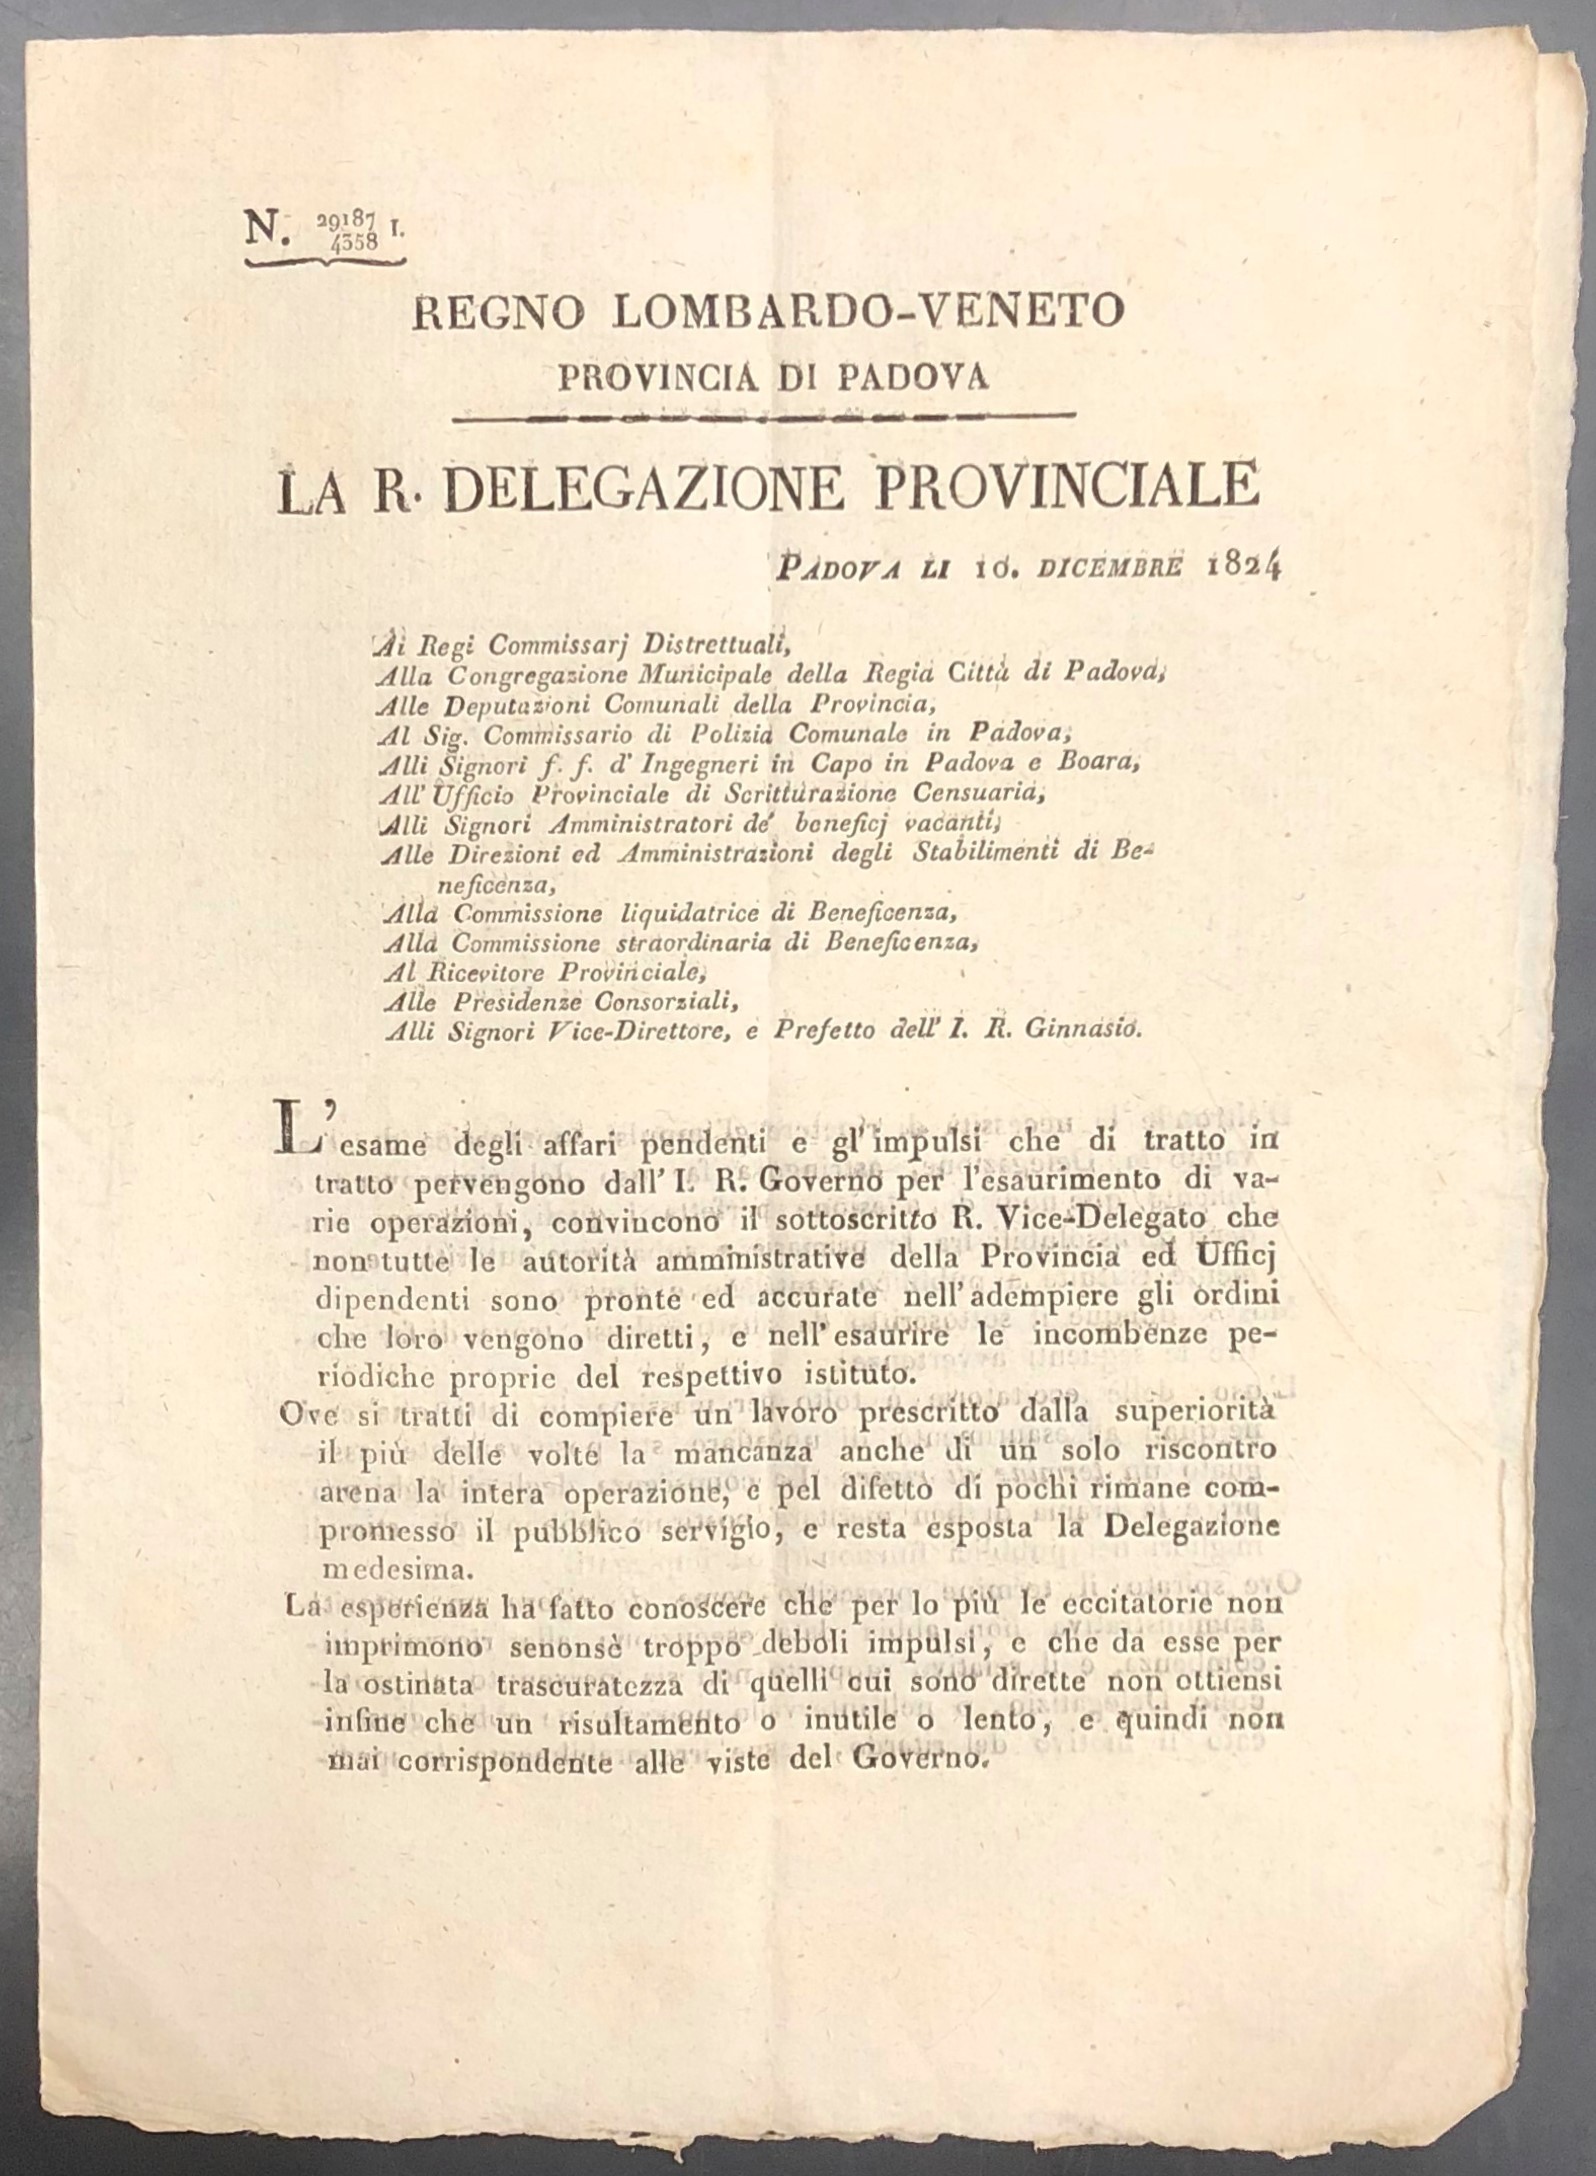 N. 29187 I.
4358
REGNO LOMBARDO-VENETO
PROVINCIA DI PADOVA
LA R. DELEGAZIONE PROVINCIALE
PADOVA LI 10. DICEMBRE 1824
Ai Regi Commissarj Distrettuali,
Alla Congregazione Municipale della Regia Città di Padova,
Alle Deputazioni Comunali della Provincia,
Al Sig. Commissario di Polizia Comunale in Padova,
Alli Signori f. f. d' Ingegneri in Capo in Padova e Boara,
All' Ufficio Provinciale di Scritturazione Censuaria,
Alli Signori Amministratori de' beneficj vacanti,
Alle Direzioni ed Amministrazioni degli Stabilimenti di Be-
neficenza,
Alla Commissione liquidatrice di Beneficenza,
Alla Commissione straordinaria di Beneficenza,
Al Ricevitore Provinciale,
Alle Presidenze Consorziali,
Alli Signori Vice-Direttore, e Prefetto dell' I. R. Ginnasio.
L' esame degli affari pendenti e gl' impulsi che di tratto in
tratto pervengono dall' I. R. Governo per l'esaurimento di va-
rie operazioni, convincono il sottoscritto R. Vice-Delegato che
non tutte le autorità amministrative della Provincia ed Ufficj
dipendenti sono pronte ed accurate nell' adempiere gli ordini
che loro vengono diretti, e nell' esaurire le incombenze pe-
riodiche proprie del respettivo istituto.
Ove si tratti di compiere un lavoro prescritto dalla superiorità
il più delle volte la mancanza anche di un solo riscontro
arena la intera operazione, e pel difetto di pochi rimane com-
promesso il pubblico servigio, e resta esposta la Delegazione
medesima.
La esperienza ha fatto conoscere che per lo più le eccitatorie non
imprimono senonsè troppo deboli impulsi, e che da esse per
la ostinata trascuratezza di quelli cui sono dirette non ottiensi
infine che un risultamento o inutile o lento, e quindi non
mai corrispondente alle viste del Governo.